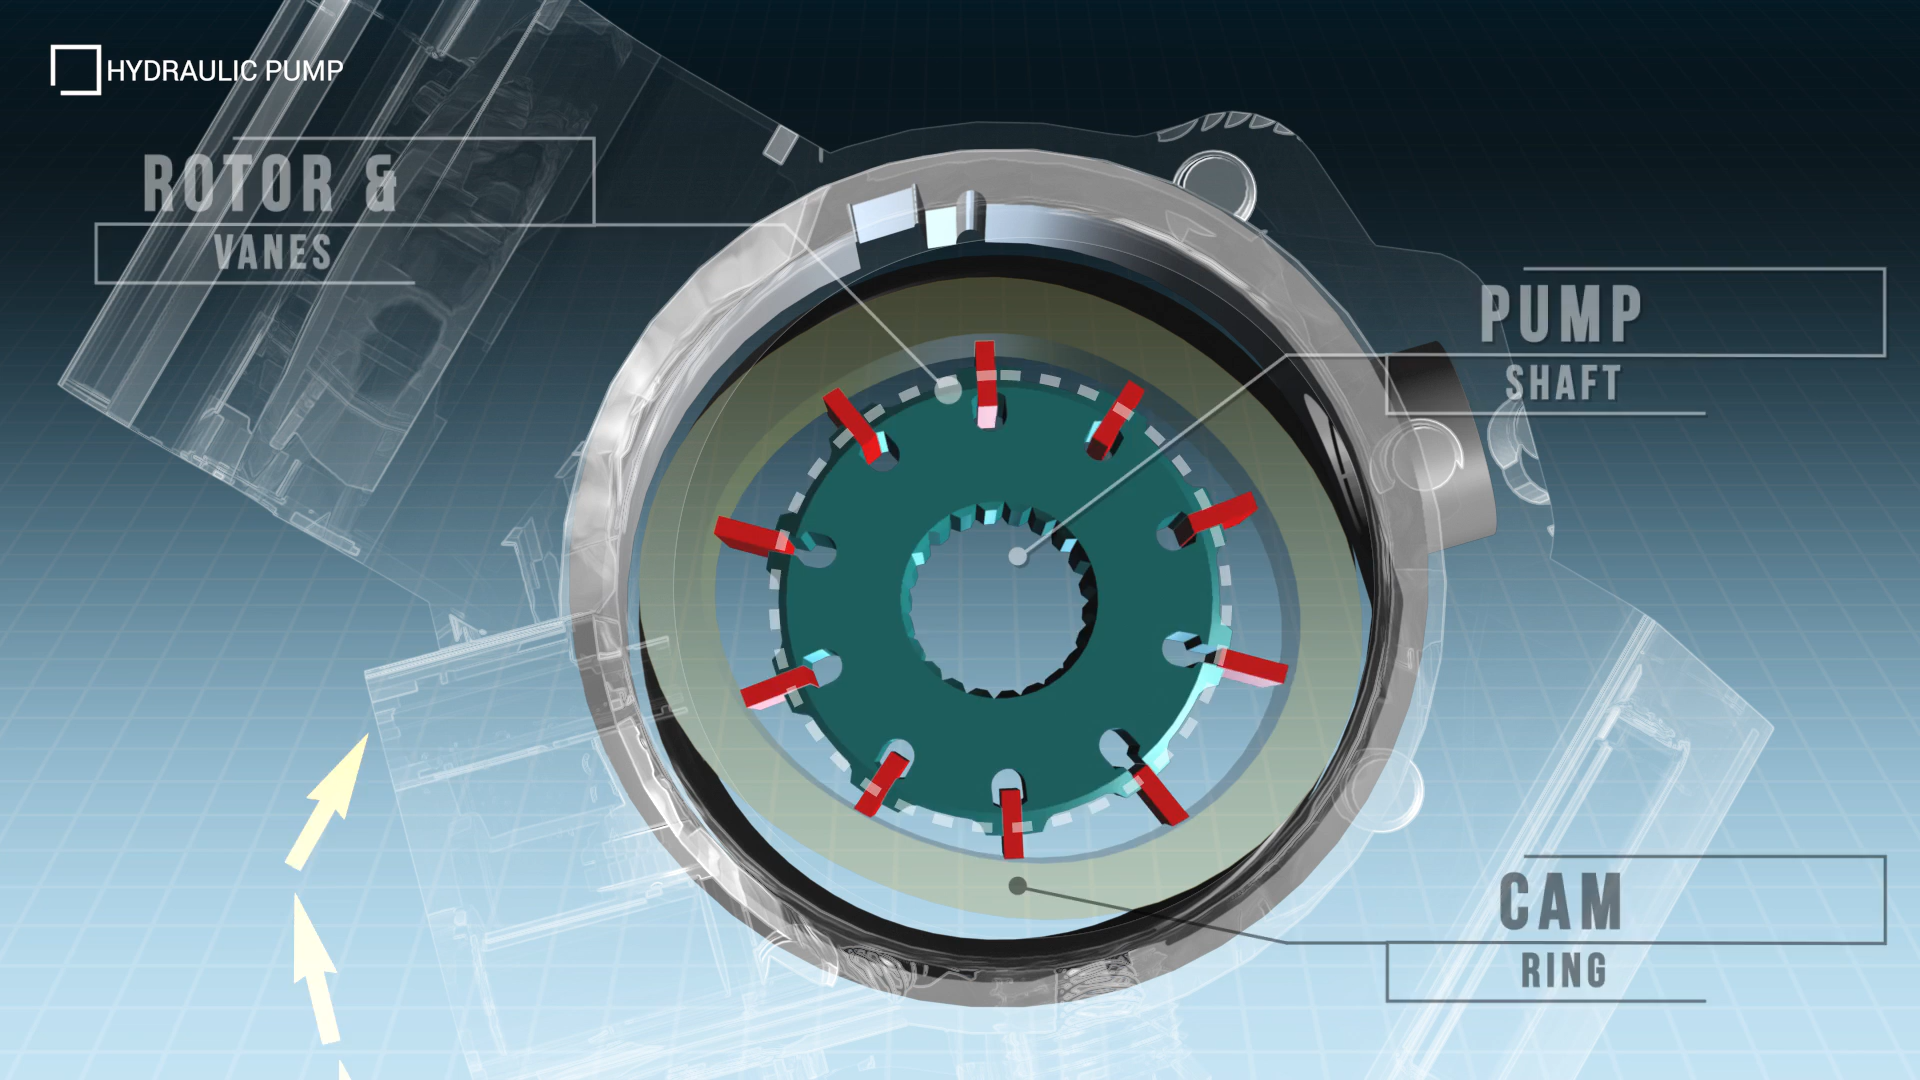 HYDRAULIC PUMP
ROTOR &
VANES
PUMP
SHAFT
CAM
RING